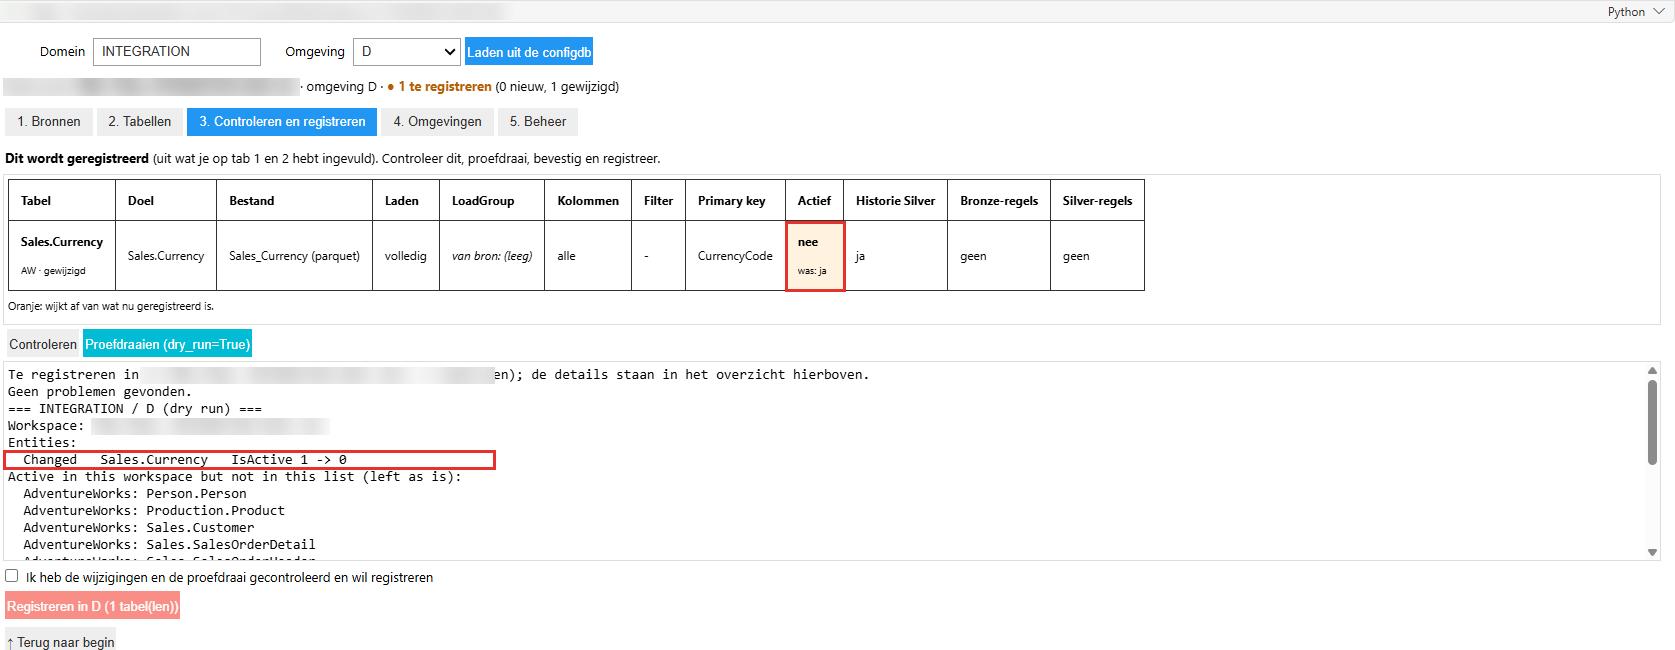 Python
Domein INTEGRATION Omgeving D Laden uit de configdb
· omgeving D · ● 1 te registreren (0 nieuw, 1 gewijzigd)
1. Bronnen 2. Tabellen 3. Controleren en registreren 4. Omgevingen 5. Beheer
Dit wordt geregistreerd (uit wat je op tab 1 en 2 hebt ingevuld). Controleer dit, proefdraai, bevestig en registreer.
Tabel Doel Bestand Laden LoadGroup Kolommen Filter Primary key Actief Historie Silver Bronze-regels Silver-regels
Sales.Currency nee
Sales.Currency Sales_Currency (parquet) volledig van bron: (leeg) alle - CurrencyCode ja geen geen
AW · gewijzigd was: ja
Oranje: wijkt af van wat nu geregistreerd is.
Controleren Proefdraaien (dry_run=True)
Te registreren in en); de details staan in het overzicht hierboven.
Geen problemen gevonden.
=== INTEGRATION / D (dry run) ===
Workspace:
Entities:
Changed Sales.Currency IsActive 1 -> 0
Active in this workspace but not in this list (left as is):
AdventureWorks: Person.Person
AdventureWorks: Production.Product
AdventureWorks: Sales.Customer
AdventureWorks: Sales.SalesOrderDetail
Ik heb de wijzigingen en de proefdraai gecontroleerd en wil registreren
Registreren in D (1 tabel(len))
↑ Terug naar begin